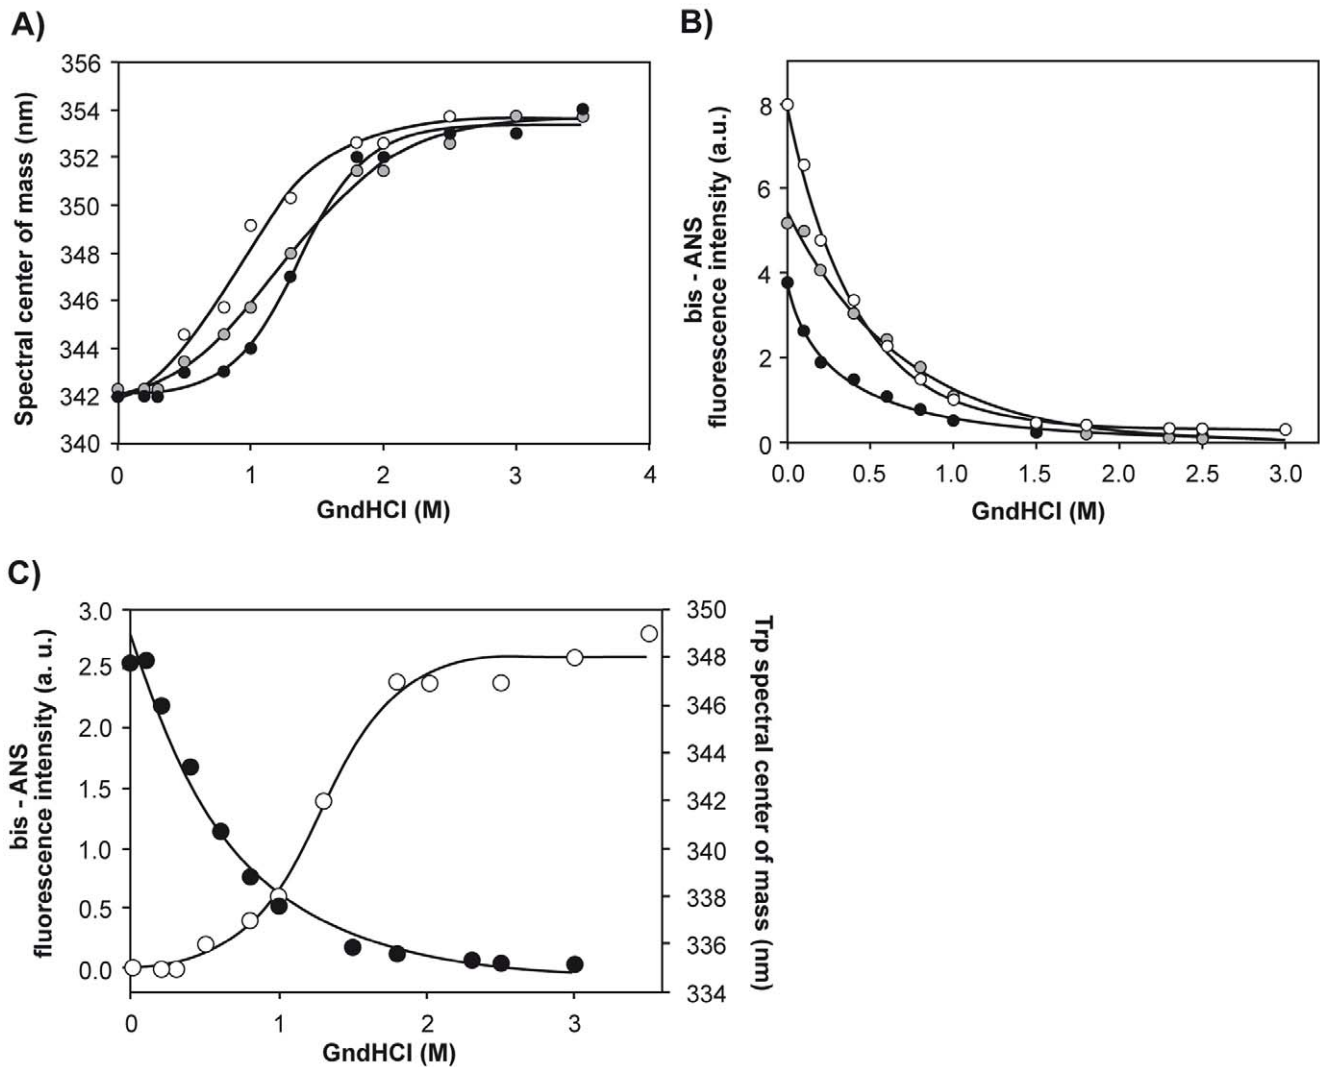 A)
Spectral center of mass (nm)
356
354
352
350
348
346
344
342
340
0 1 2 3 4
GndHCl (M)
B)
bis - ANS
fluorescence intensity (a.u.)
8
6
4
2
0
0.0 0.5 1.0 1.5 2.0 2.5 3.0
GndHCl (M)
C)
bis - ANS
fluorescence intensity (a. u.)
3.0
2.5
2.0
1.5
1.0
0.5
0.0
350
348
346
344
342
340
338
336
334
Trp spectral center of mass (nm)
0 1 2 3
GndHCl (M)